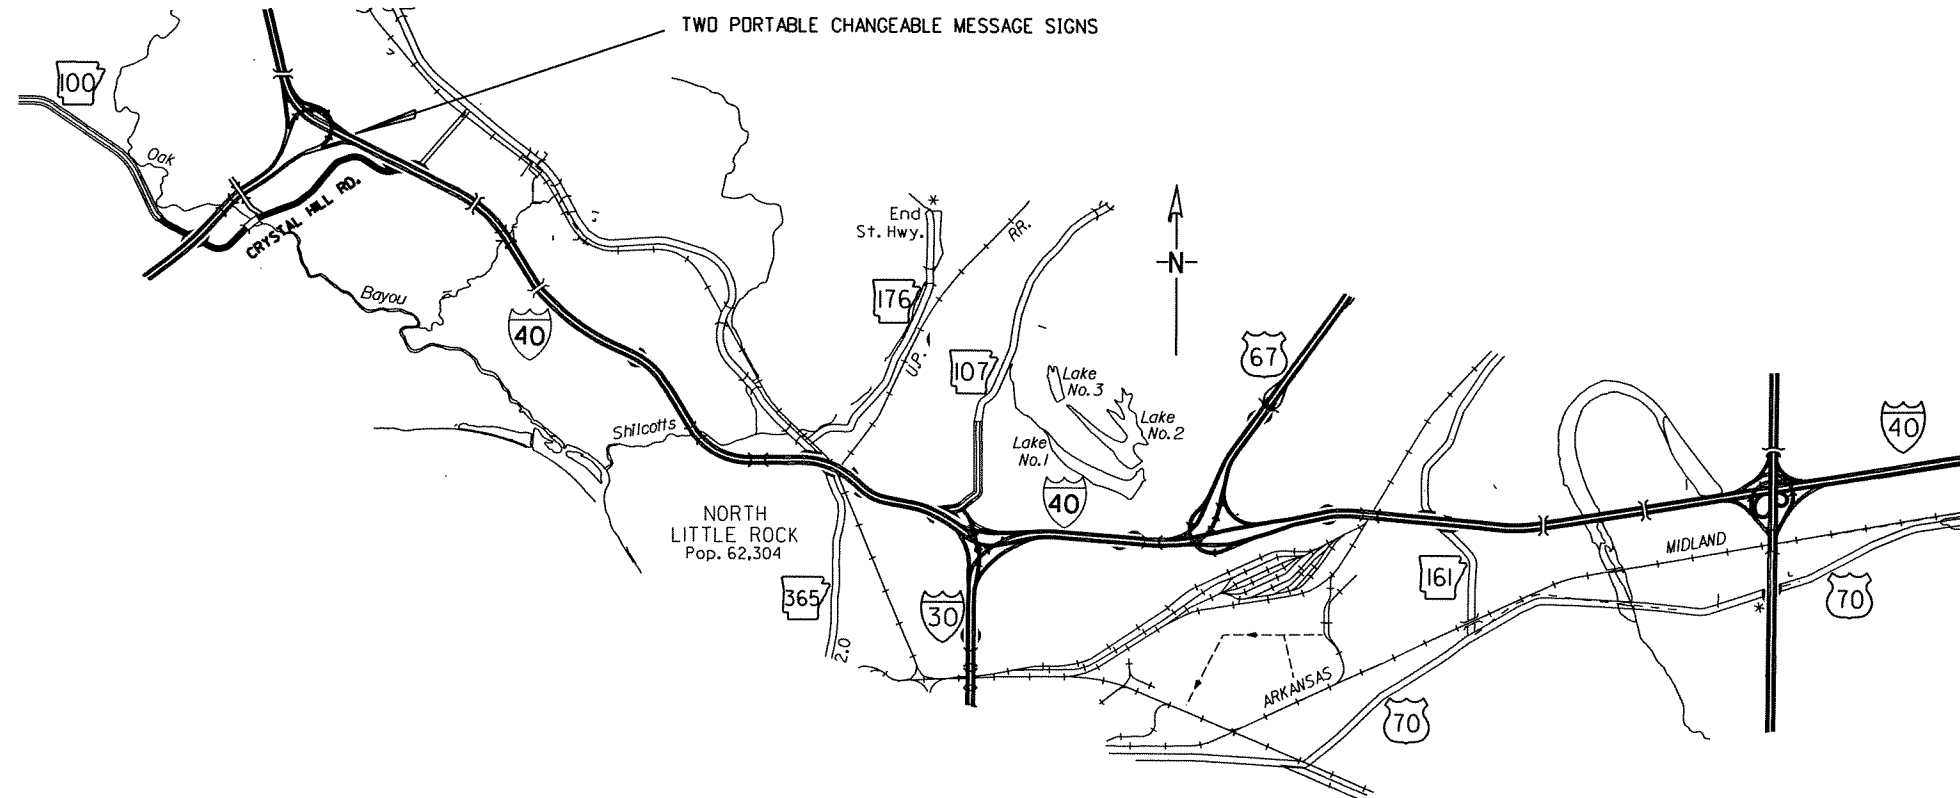 TWO PORTABLE CHANGEABLE MESSAGE SIGNS
100
Oak
CRYSTAL HILL RD.
Bayou
40
End
St. Hwy.
*
RR.
176
U.P.
107
-N-
67
Lake
No.3
Lake
No.2
Lake
No.1
40
Shilcotts
NORTH
LITTLE ROCK
Pop. 62,304
365
2.0
30
161
MIDLAND
40
70
*
ARKANSAS
70